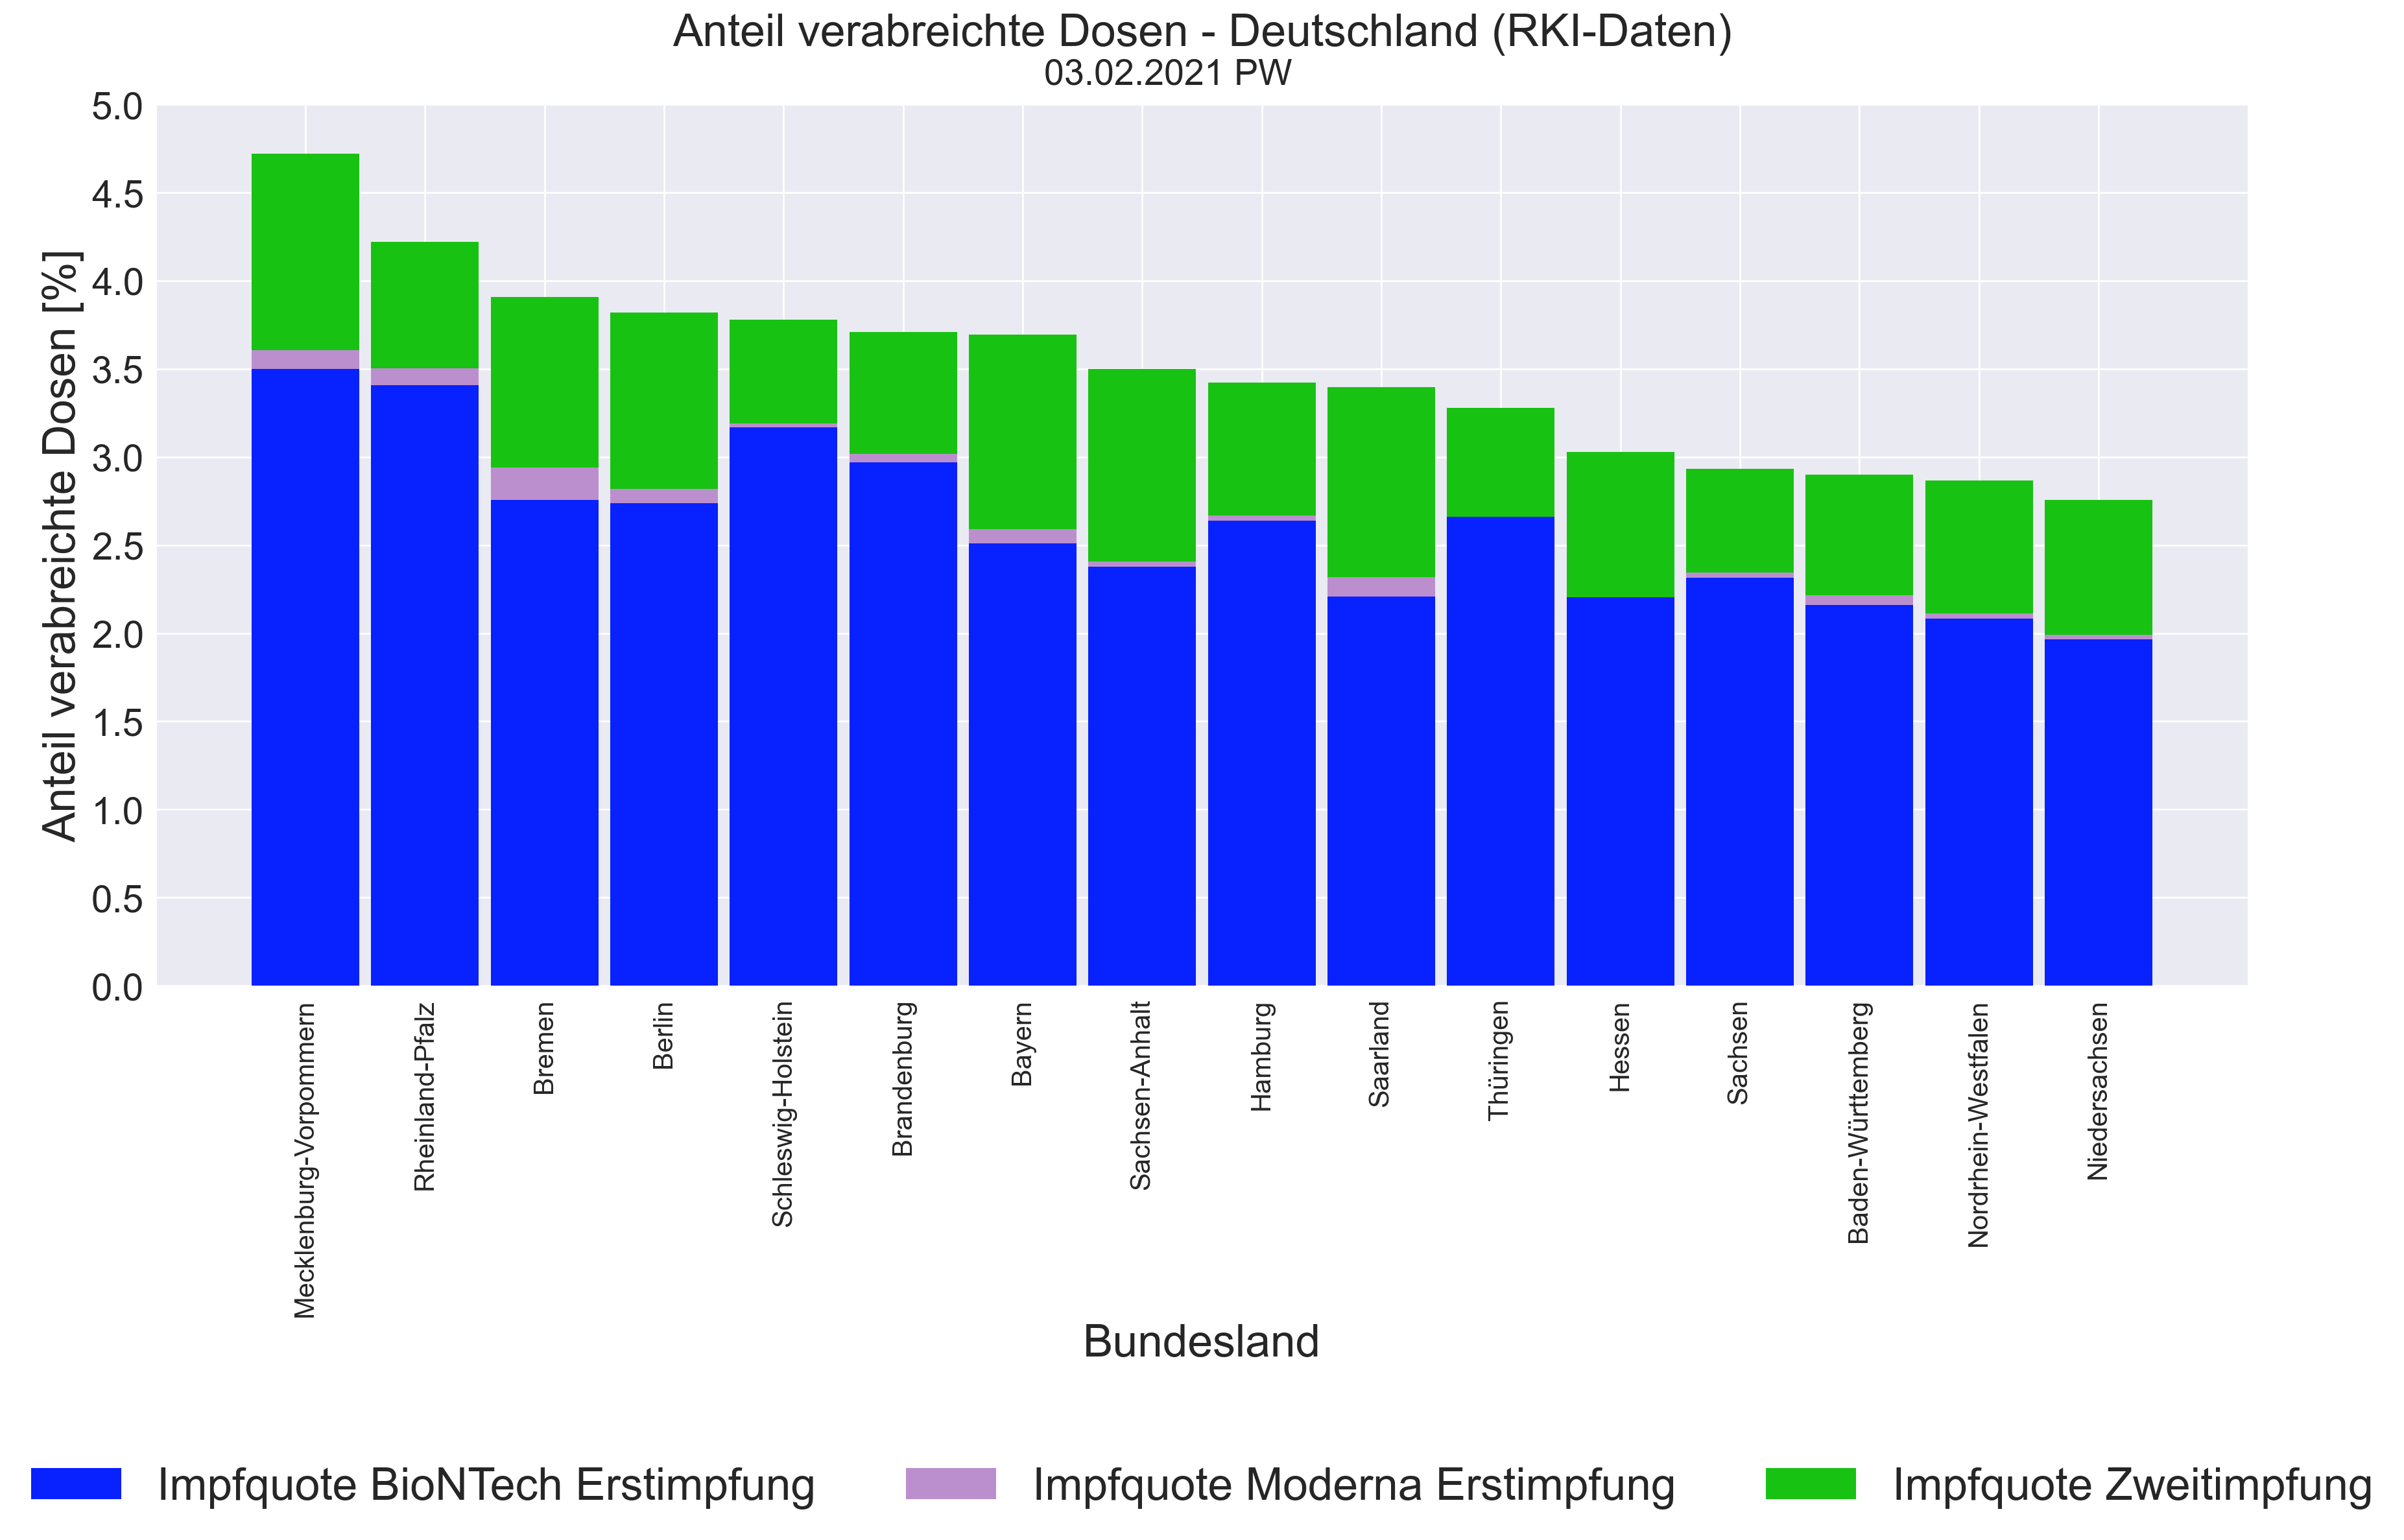 Anteil verabreichte Dosen - Deutschland (RKI-Daten)
03.02.2021 PW
Anteil verabreichte Dosen [%]
5.0
4.5
4.0
3.5
3.0
2.5
2.0
1.5
1.0
0.5
0.0
Mecklenburg-Vorpommern
Rheinland-Pfalz
Bremen
Berlin
Schleswig-Holstein
Brandenburg
Bayern
Sachsen-Anhalt
Hamburg
Saarland
Thüringen
Hessen
Sachsen
Baden-Württemberg
Nordrhein-Westfalen
Niedersachsen
Bundesland
Impfquote BioNTech Erstimpfung
Impfquote Moderna Erstimpfung
Impfquote Zweitimpfung